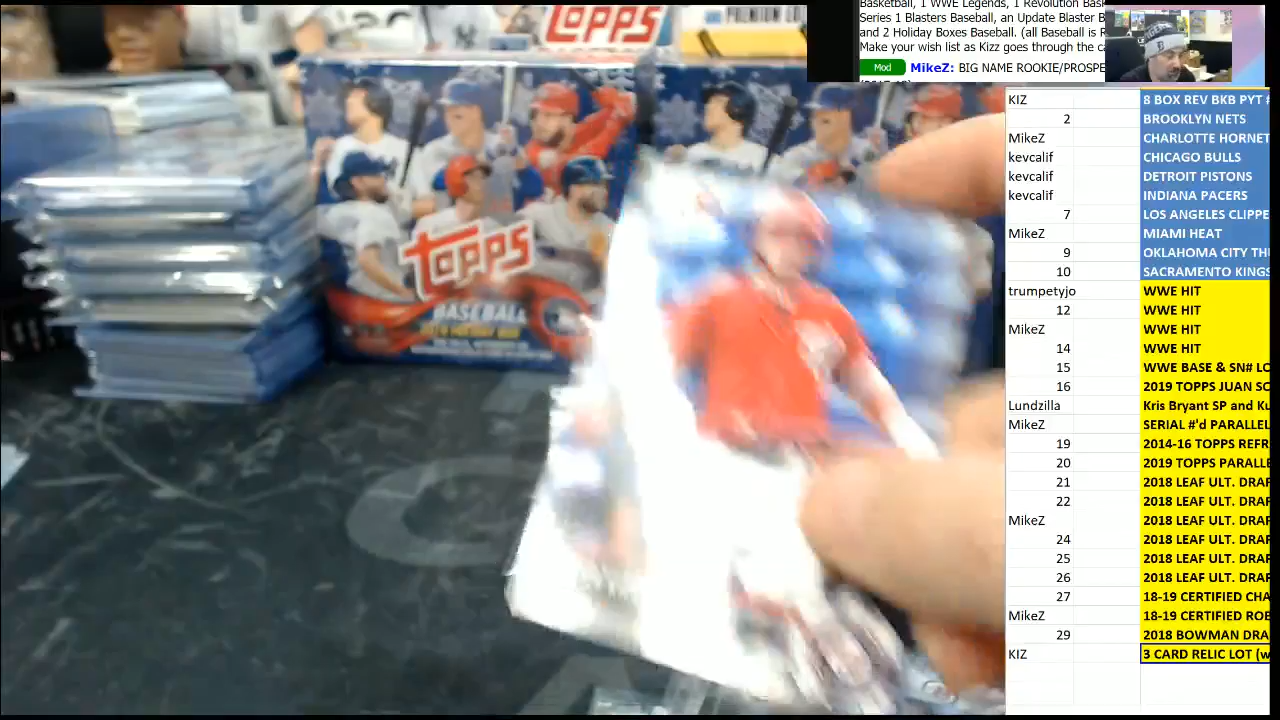 TOPPS
PREMIUM
Basketball, 1 WWE Legends, 1 Revolution Bask
Series 1 Blasters Baseball, an Update Blaster B
and 2 Holiday Boxes Baseball. (all Baseball is R
Make your wish list as Kizz goes through the ca
Mod MikeZ: BIG NAME ROOKIE/PROSPE
TOPPS
BASEBALL
KIZ 8 BOX REV BKB PYT
2 BROOKLYN NETS
MikeZ CHARLOTTE HORNET
kevcalif CHICAGO BULLS
kevcalif DETROIT PISTONS
kevcalif INDIANA PACERS
7 LOS ANGELES CLIPPE
MikeZ MIAMI HEAT
9 OKLAHOMA CITY THU
10 SACRAMENTO KINGS
trumpetyjo WWE HIT
12 WWE HIT
MikeZ WWE HIT
14 WWE HIT
15 WWE BASE & SN# LO
16 2019 TOPPS JUAN SO
Lundzilla Kris Bryant SP and Ku
MikeZ SERIAL #'d PARALLEL
19 2014-16 TOPPS REFR
20 2019 TOPPS PARALLE
21 2018 LEAF ULT. DRAF
22 2018 LEAF ULT. DRAF
MikeZ 2018 LEAF ULT. DRAF
24 2018 LEAF ULT. DRAF
25 2018 LEAF ULT. DRAF
26 2018 LEAF ULT. DRAF
27 18-19 CERTIFIED CHA
MikeZ 18-19 CERTIFIED ROE
29 2018 BOWMAN DRA
KIZ 3 CARD RELIC LOT (w